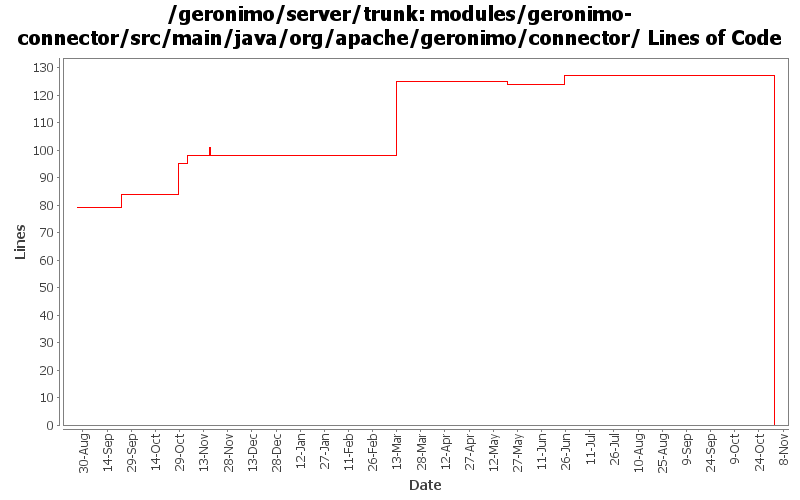 /geronimo/server/trunk: modules/geronimo-
connector/src/main/java/org/apache/geronimo/connector/ Lines of Code
Lines
130
120
110
100
90
80
70
60
50
40
30
20
10
0
30-Aug
14-Sep
29-Sep
14-Oct
29-Oct
13-Nov
28-Nov
13-Dec
28-Dec
12-Jan
27-Jan
11-Feb
26-Feb
13-Mar
28-Mar
12-Apr
27-Apr
12-May
27-May
11-Jun
26-Jun
11-Jul
26-Jul
10-Aug
25-Aug
9-Sep
24-Sep
9-Oct
24-Oct
8-Nov
Date